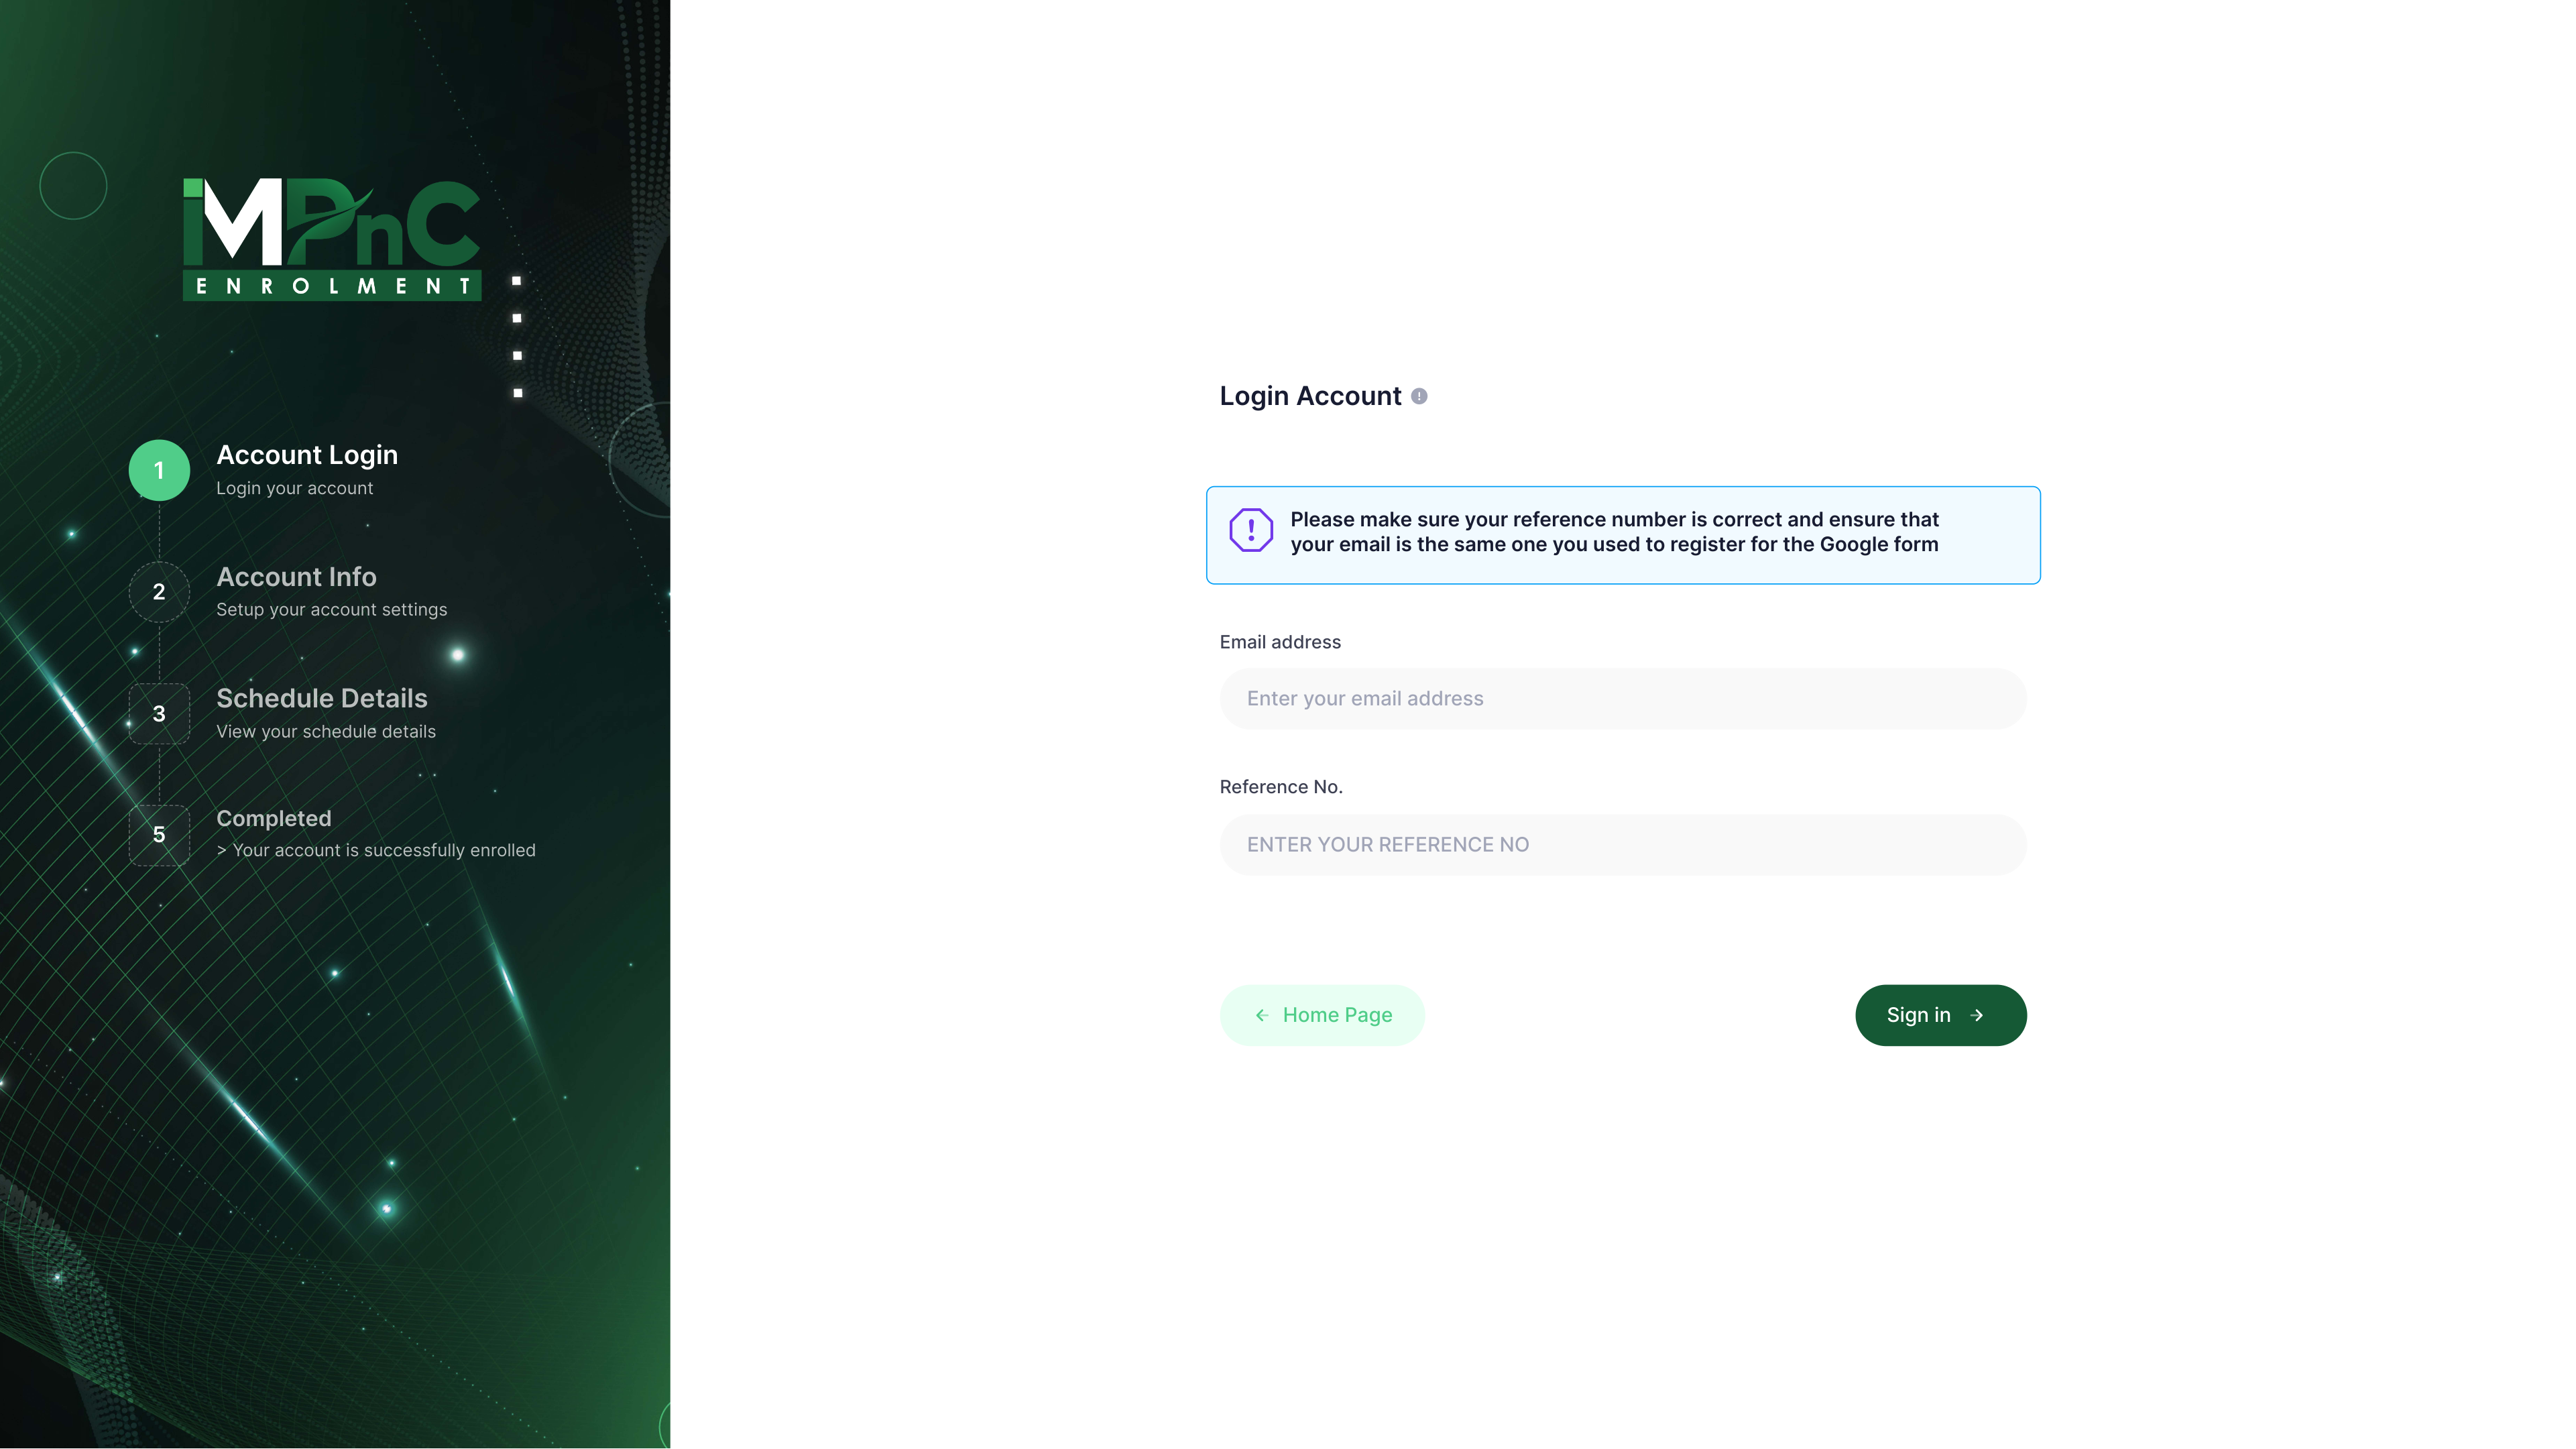 iMPnC
ENROLMENT
1
Account Login
Login your account
2
Account Info
Setup your account settings
3
Schedule Details
View your schedule details
5
Completed
> Your account is successfully enrolled
Login Account
Please make sure your reference number is correct and ensure that
your email is the same one you used to register for the Google form
Email address
Enter your email address
Reference No.
ENTER YOUR REFERENCE NO
Home Page
Sign in